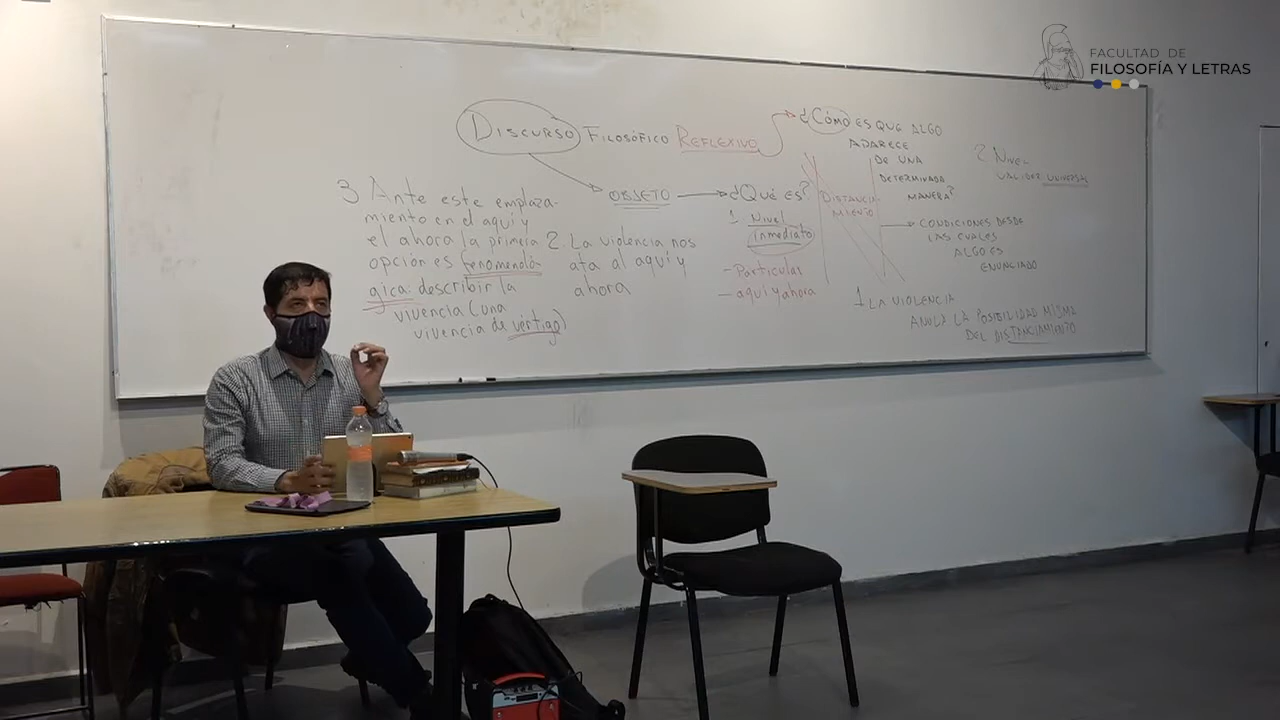 FACULTAD DE
FILOSOFÍA Y LETRAS
DISCURSO FILOSÓFICO REFLEXIVO
¿CÓMO ES QUE ALGO
APARECE
DE UNA
DETERMINADA
MANERA?
2. NIVEL
VALIDEZ UNIVERSAL
OBJETO
¿QUÉ ES?
1. Nivel
inmediato
- Particular
- aquí y ahora
DISTANCIA-
MIENTO
CONDICIONES DESDE
LAS CUALES
ALGO ES
ENUNCIADO
1 LA VIOLENCIA
ANULA LA POSIBILIDAD MISMA
DEL DISTANCIAMIENTO
2. La violencia nos
ata al aquí y
ahora
3 Ante este emplaza-
miento en el aquí y
el ahora la primera
opción es fenomenoló-
gica: describir la
vivencia (una
vivencia de vértigo)